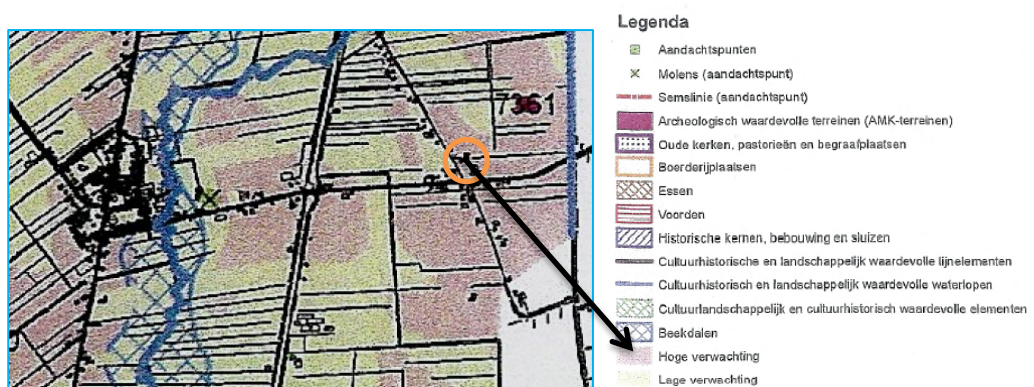 7361
Legenda
Aandachtspunten
Molens (aandachtspunt)
Semslinie (aandachtspunt)
Archeologisch waardevolle terreinen (AMK-terreinen)
Oude kerken, pastorieën en begraafplaatsen
Boerderijplaatsen
Essen
Voorden
Historische kernen, bebouwing en sluizen
Cultuurhistorische en landschappelijk waardevolle lijnelementen
Cultuurhistorisch en landschappelijk waardevolle waterlopen
Cultuurlandschappelijk en cultuurhistorisch waardevolle elementen
Beekdalen
Hoge verwachting
Lage verwachting